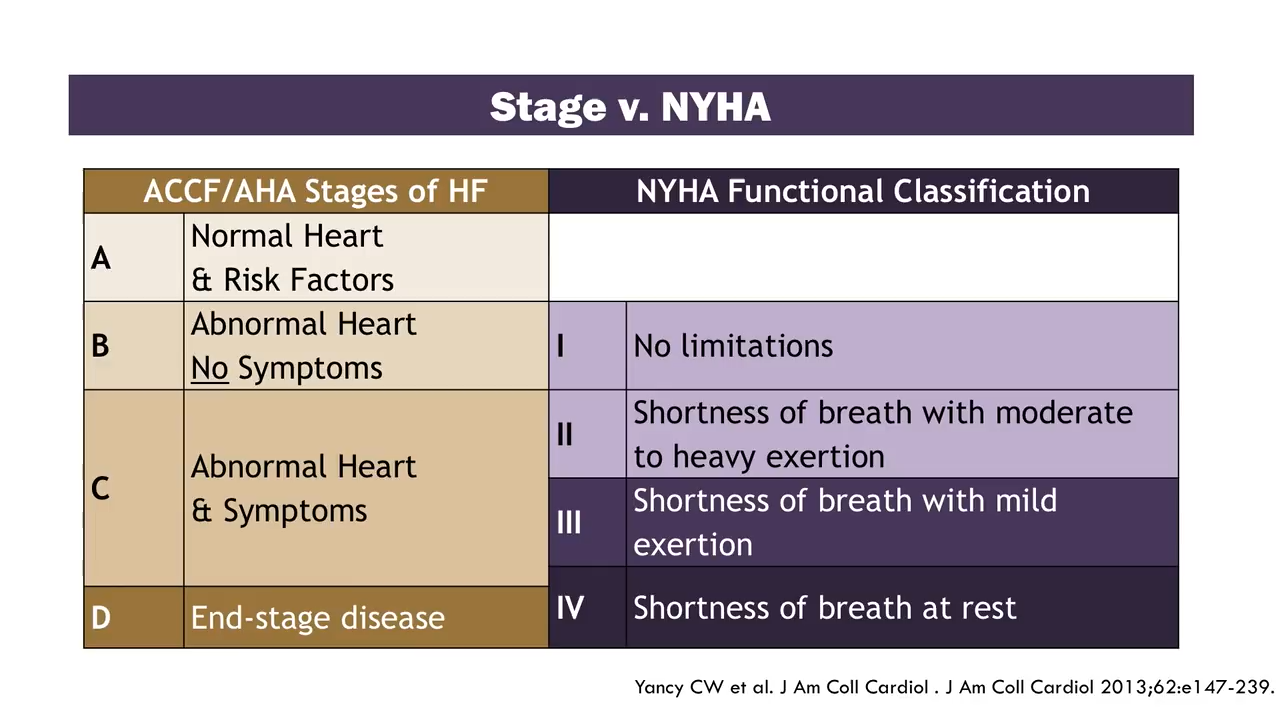 Stage v. NYHA
ACCF/AHA Stages of HF
NYHA Functional Classification
A
Normal Heart
& Risk Factors
B
Abnormal Heart
No Symptoms
I
No limitations
C
Abnormal Heart
& Symptoms
II
Shortness of breath with moderate
to heavy exertion
III
Shortness of breath with mild
exertion
D
End-stage disease
IV
Shortness of breath at rest
Yancy CW et al. J Am Coll Cardiol . J Am Coll Cardiol 2013;62:e147-239.